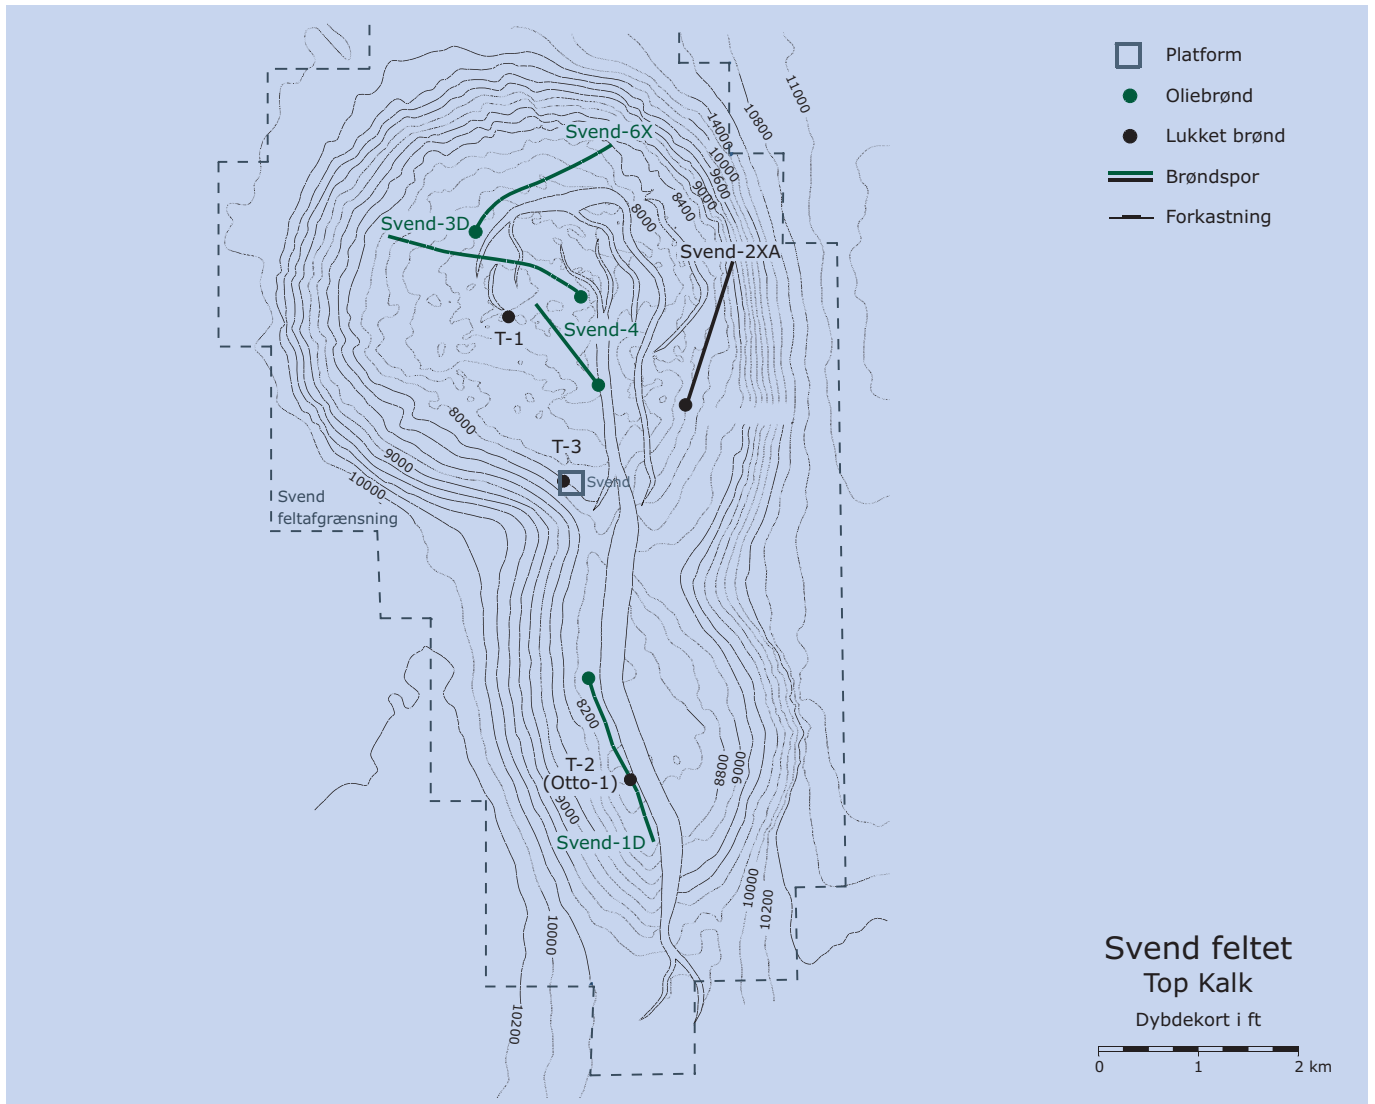 Platform
Oliebrønd
Lukket brønd
Brøndspor
Forkastning
11000
10800
14000
10000
9600
9000
8400
8000
Svend-6X
Svend-3D
Svend-2XA
Svend-4
T-1
8000
9000
10000
T-3
Svend
Svend
feltafgrænsning
8200
T-2
(Otto-1)
8800
9000
9000
Svend-1D
10000
10200
10000
10200
Svend feltet
Top Kalk
Dybdekort i ft
0 1 2 km